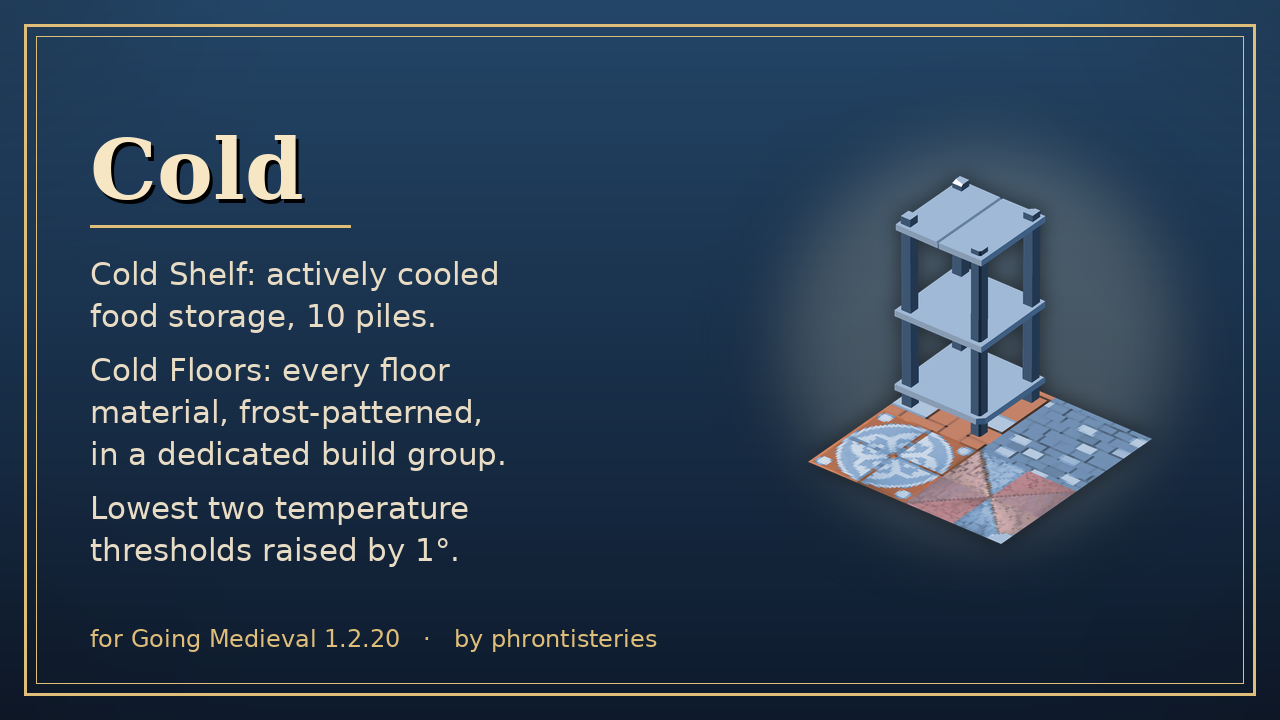 Cold
Cold Shelf: actively cooled
food storage, 10 piles.
Cold Floors: every floor
material, frost-patterned,
in a dedicated build group.
Lowest two temperature
thresholds raised by 1°.
for Going Medieval 1.2.20 · by phrontisteries